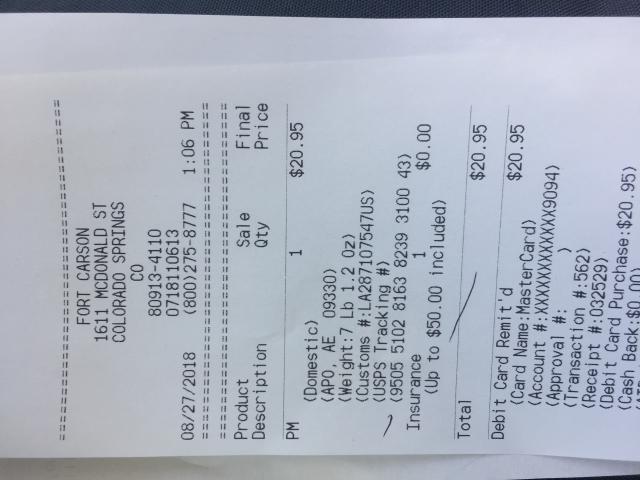 ========================================
FORT CARSON
1611 MCDONALD ST
COLORADO SPRINGS
CO
80913-4110
0718110613
08/27/2018 (800)275-8777 1:06 PM
========================================
========================================
Product Sale Final
Description Qty Price
PM 1 $20.95
(Domestic)
(APO, AE 09330)
(Weight:7 Lb 1.2 Oz)
(Customs #:LA287107547US)
(USPS Tracking #)
(9505 5102 8163 8239 3100 43)
Insurance 1 $0.00
(Up to $50.00 included)
Total $20.95
Debit Card Remit'd $20.95
(Card Name:MasterCard)
(Account #:XXXXXXXXXXXX9094)
(Approval #: )
(Transaction #:562)
(Receipt #:032529)
(Debit Card Purchase:$20.95)
(Cash Back:$0.00)